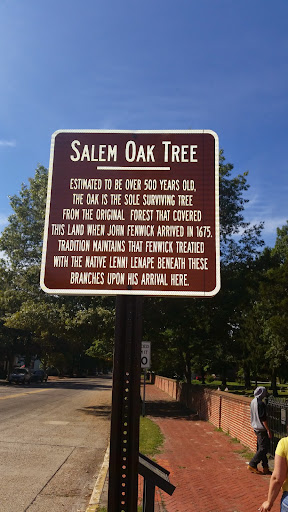 SALEM OAK TREE
ESTIMATED TO BE OVER 500 YEARS OLD,
THE OAK IS THE SOLE SURVIVING TREE
FROM THE ORIGINAL FOREST THAT COVERED
THIS LAND WHEN JOHN FENWICK ARRIVED IN 1675.
TRADITION MAINTAINS THAT FENWICK TREATIED
WITH THE NATIVE LENNI LENAPE BENEATH THESE
BRANCHES UPON HIS ARRIVAL HERE.